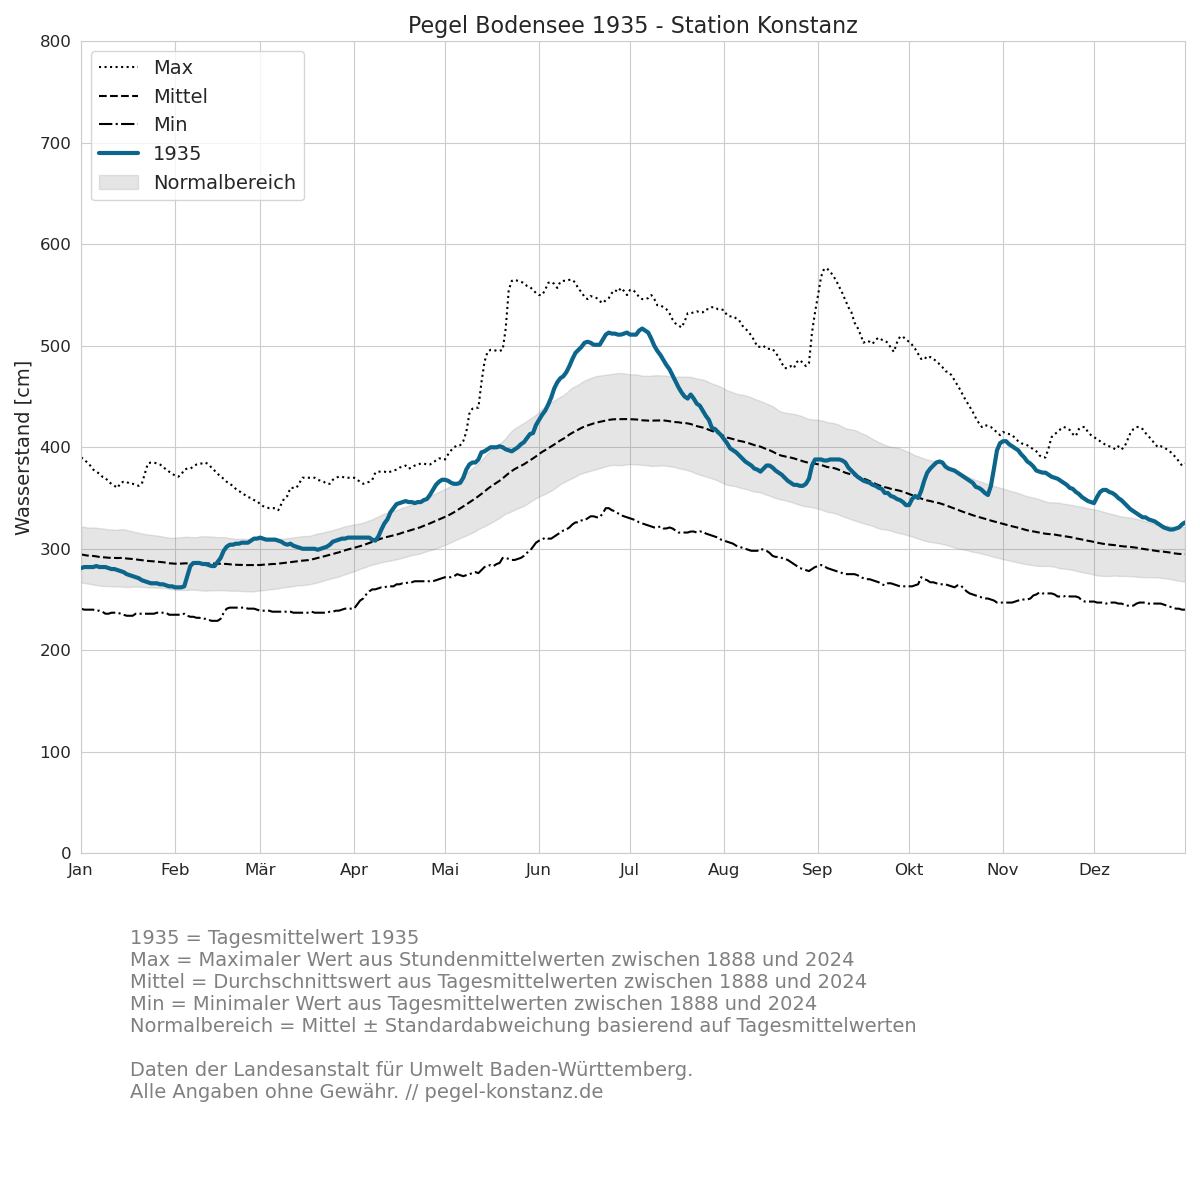 Pegel Bodensee 1935 - Station Konstanz
800
700
600
500
400
300
200
100
0
Wasserstand [cm]
Max
Mittel
Min
1935
Normalbereich
Jan Feb Mär Apr Mai Jun Jul Aug Sep Okt Nov Dez
1935 = Tagesmittelwert 1935
Max = Maximaler Wert aus Stundenmittelwerten zwischen 1888 und 2024
Mittel = Durchschnittswert aus Tagesmittelwerten zwischen 1888 und 2024
Min = Minimaler Wert aus Tagesmittelwerten zwischen 1888 und 2024
Normalbereich = Mittel ± Standardabweichung basierend auf Tagesmittelwerten
Daten der Landesanstalt für Umwelt Baden-Württemberg.
Alle Angaben ohne Gewähr. // pegel-konstanz.de